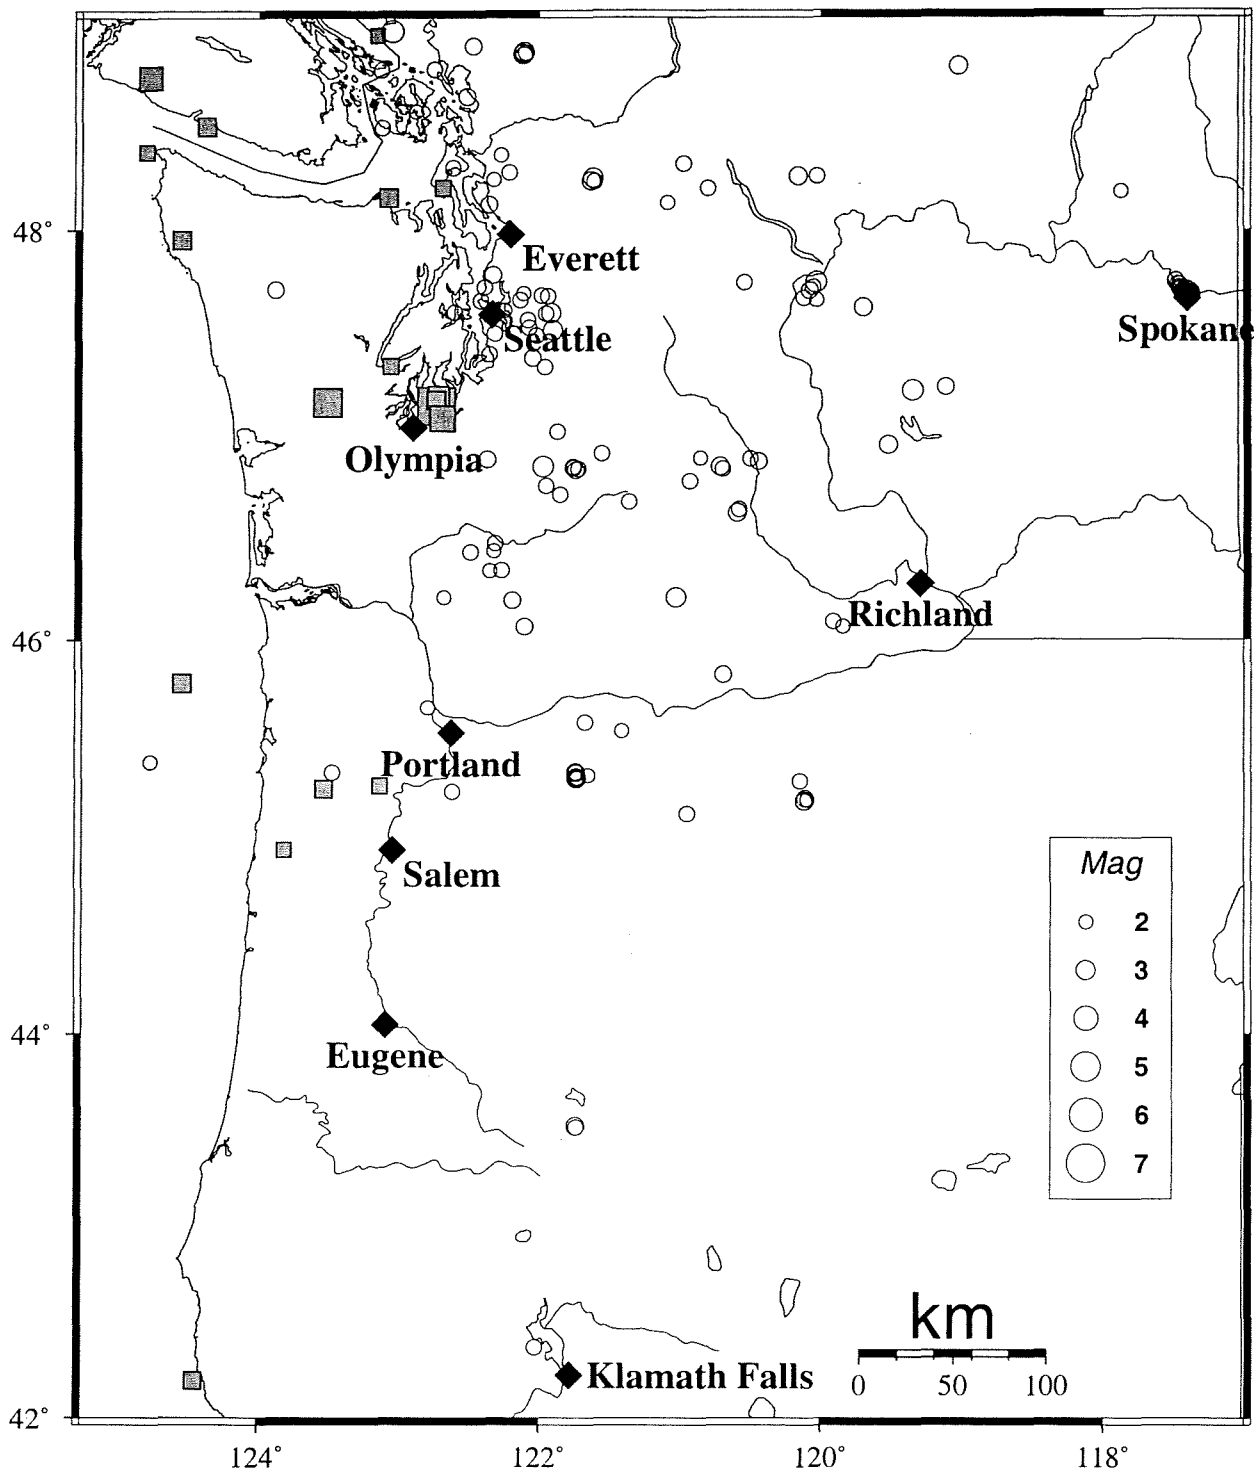 48°
46°
44°
42°
Everett
Seattle
Spokane
Olympia
Richland
Portland
Salem
Eugene
Klamath Falls
Mag
2
3
4
5
6
7
km
0 50 100
124° 122° 120° 118°